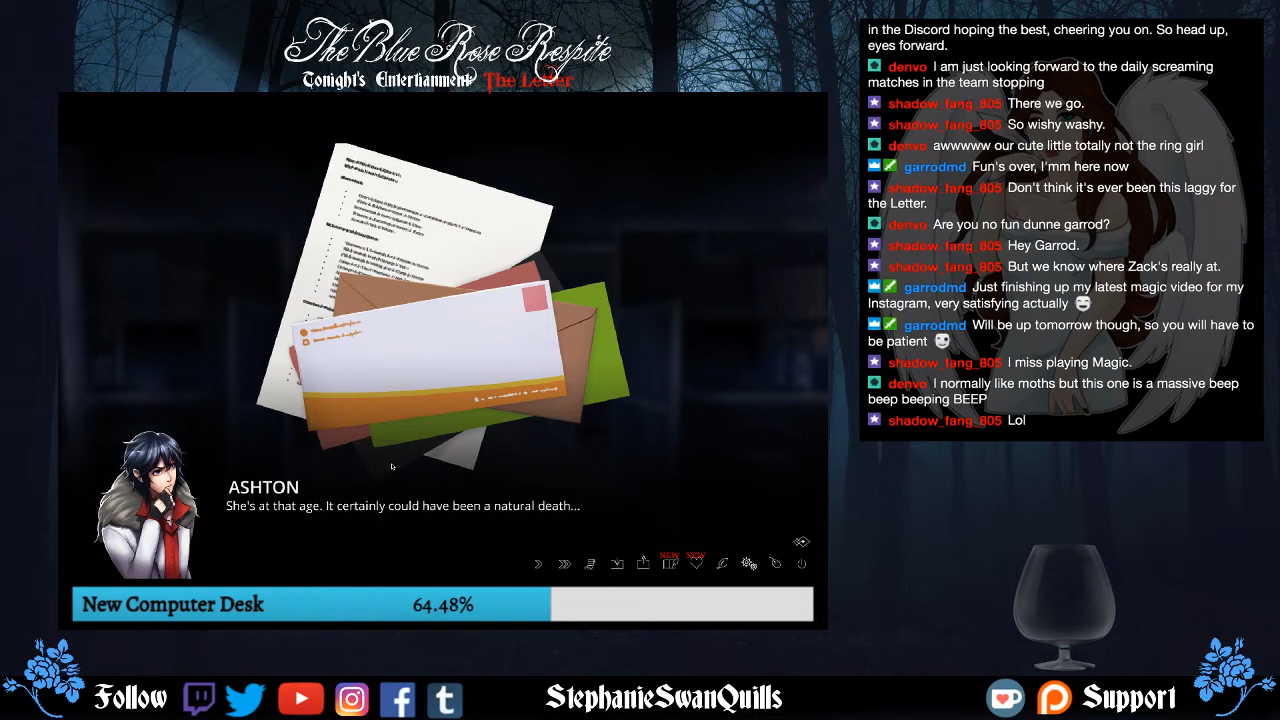 The Blue Rose Respite
Tonight's Entertainment The Letter
in the Discord hoping the best, cheering you on. So head up,
eyes forward.
denvo I am just looking forward to the daily screaming
matches in the team stopping
shadow_fang_805 There we go.
shadow_fang_805 So wishy washy.
denvo awwwww our cute little totally not the ring girl
garrodmd Fun's over, I'mm here now
shadow_fang_805 Don't think it's ever been this laggy for
the Letter.
denvo Are you no fun dunne garrod?
shadow_fang_805 Hey Garrod.
shadow_fang_805 But we know where Zack's really at.
garrodmd Just finishing up my latest magic video for my
Instagram, very satisfying actually
garrodmd Will be up tomorrow though, so you will have to
be patient
shadow_fang_805 I miss playing Magic.
denvo I normally like moths but this one is a massive beep
beep beeping BEEP
shadow_fang_805 Lol
ASHTON
She's at that age. It certainly could have been a natural death...
NEW NEW
New Computer Desk 64.48%
Follow StephanieSwanQuills Support